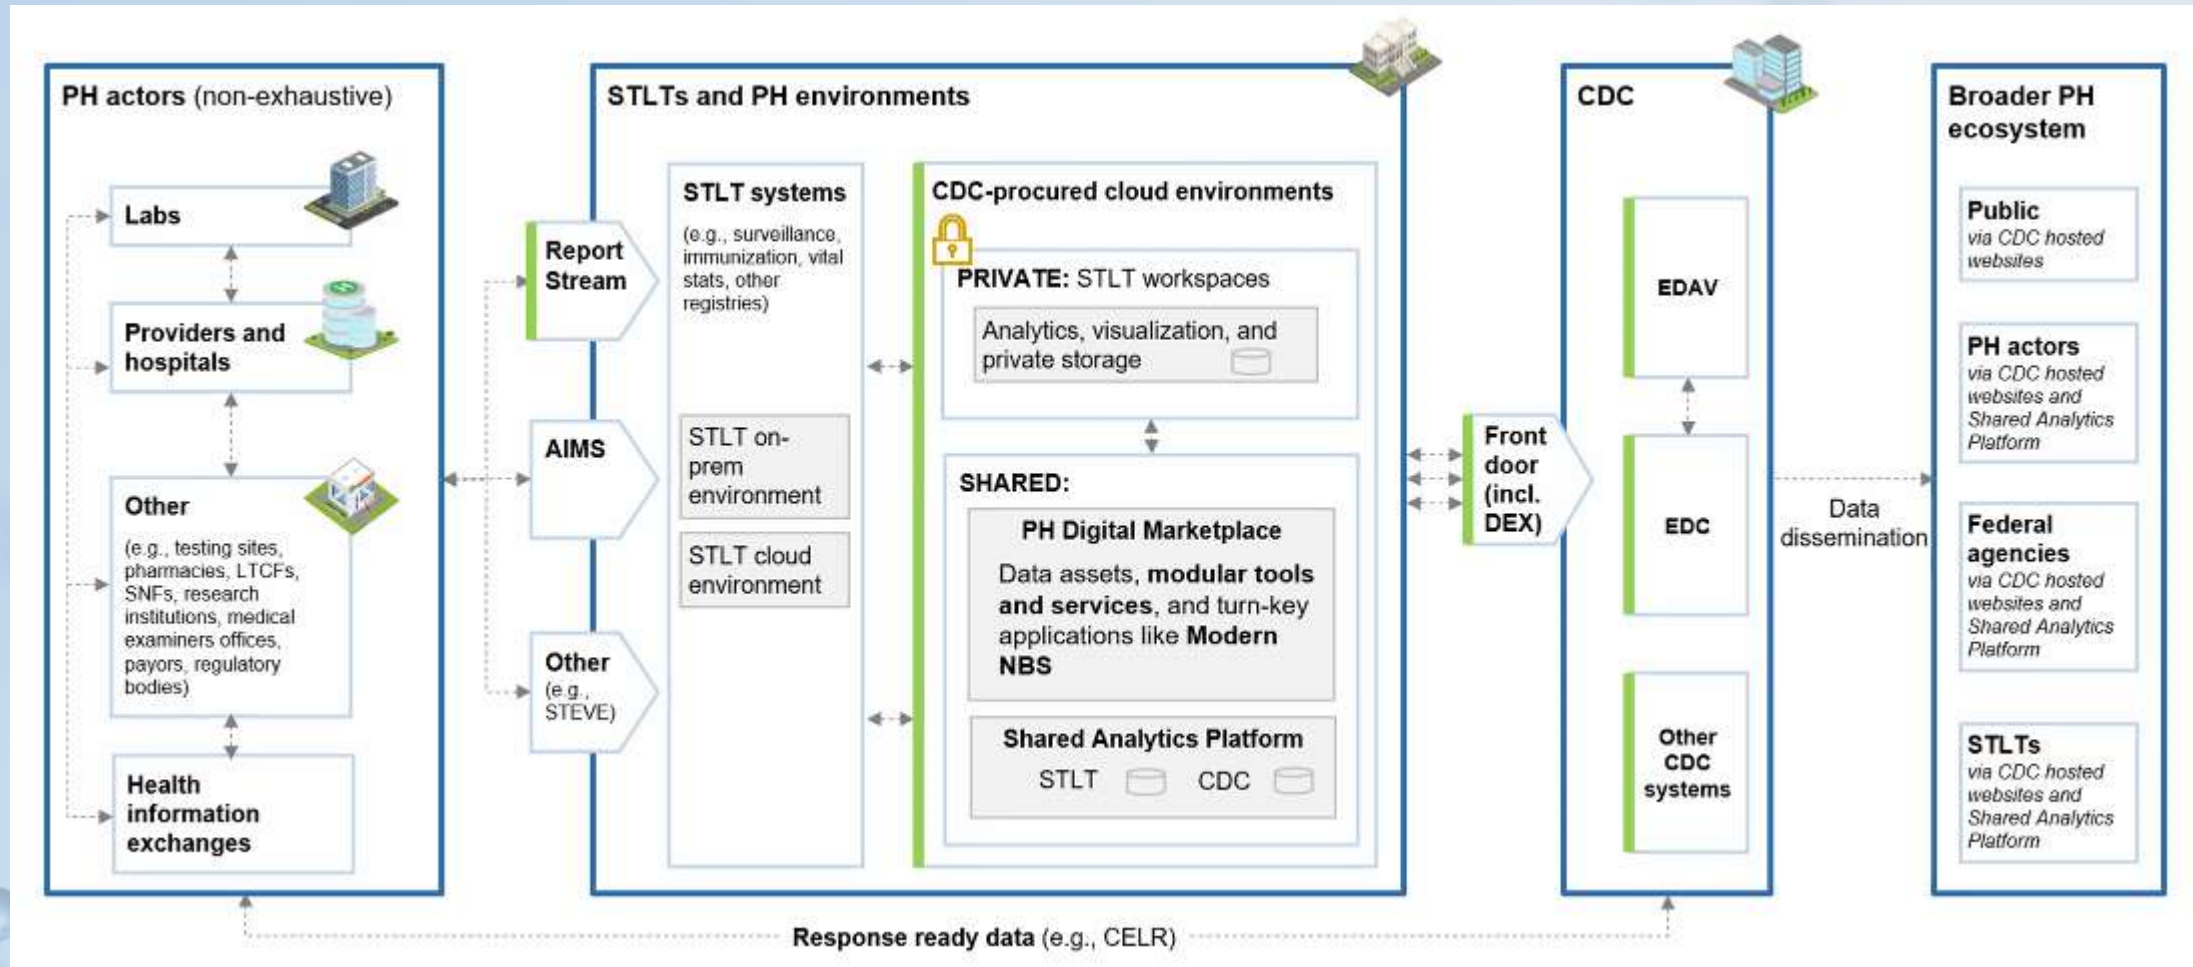 PH actors (non-exhaustive)
Labs
Providers and
hospitals
Other
(e.g., testing sites,
pharmacies, LTCFs,
SNFs, research
institutions, medical
examiners offices,
payors, regulatory
bodies)
Health
information
exchanges
STLTs and PH environments
Report
Stream
AIMS
Other
(e.g.,
STEVE)
STLT systems
(e.g., surveillance,
immunization, vital
stats, other
registries)
STLT on-
prem
environment
STLT cloud
environment
CDC-procured cloud environments
PRIVATE: STLT workspaces
Analytics, visualization, and
private storage
SHARED:
PH Digital Marketplace
Data assets, modular tools
and services, and turn-key
applications like Modern
NBS
Shared Analytics Platform
STLT CDC
Front
door
(incl.
DEX)
CDC
EDAV
EDC
Other
CDC
systems
Data
dissemination
Broader PH
ecosystem
Public
via CDC hosted
websites
PH actors
via CDC hosted
websites and
Shared Analytics
Platform
Federal
agencies
via CDC hosted
websites and
Shared Analytics
Platform
STLTs
via CDC hosted
websites and
Shared Analytics
Platform
Response ready data (e.g., CELR)